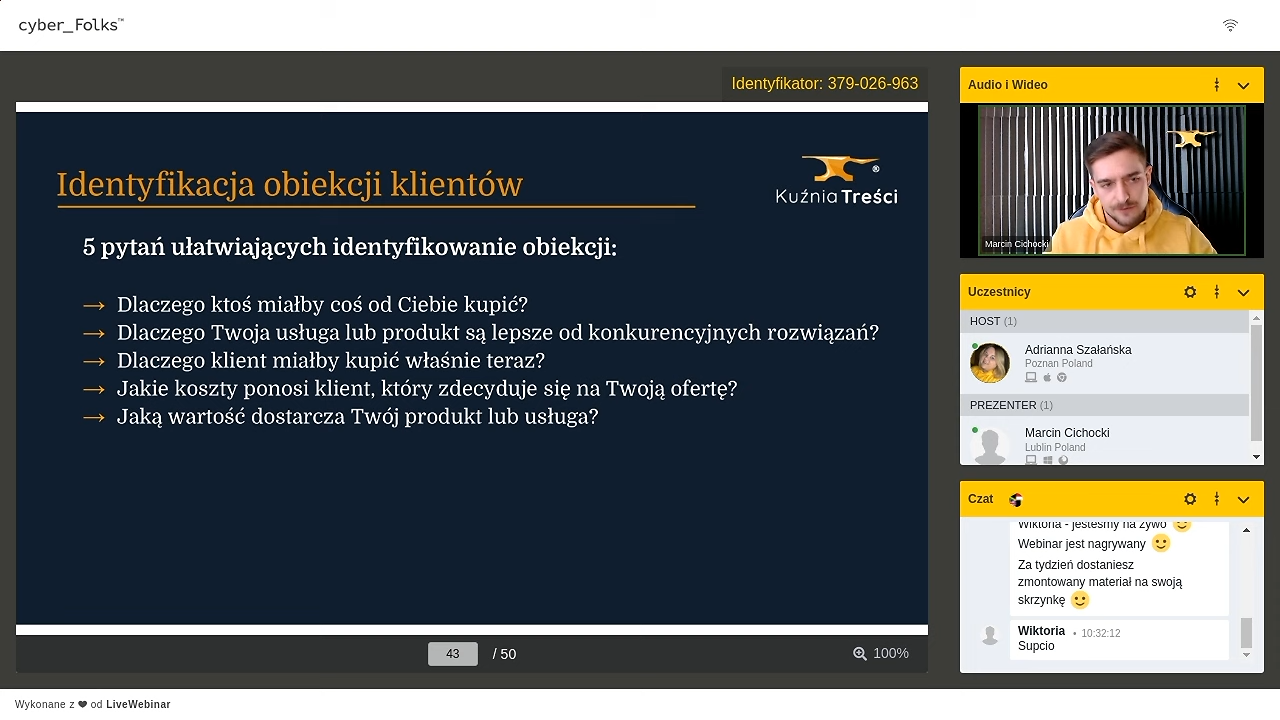 cyber_Folks™
Identyfikator: 379-026-963
Identyfikacja obiekcji klientów
Kuźnia Treści ®
5 pytań ułatwiających identyfikowanie obiekcji:
→ Dlaczego ktoś miałby coś od Ciebie kupić?
→ Dlaczego Twoja usługa lub produkt są lepsze od konkurencyjnych rozwiązań?
→ Dlaczego klient miałby kupić właśnie teraz?
→ Jakie koszty ponosi klient, który zdecyduje się na Twoją ofertę?
→ Jaką wartość dostarcza Twój produkt lub usługa?
43 / 50
100%
Audio i Wideo
Marcin Cichocki
Uczestnicy
HOST (1)
Adrianna Szałańska
Poznan Poland
PREZENTER (1)
Marcin Cichocki
Lublin Poland
Czat
Wiktoria - jesteśmy na żywo 🙂
Webinar jest nagrywany 🙂
Za tydzień dostaniesz
zmontowany materiał na swoją
skrzynkę 🙂
Wiktoria • 10:32:12
Supcio
Wykonane z ❤ od LiveWebinar